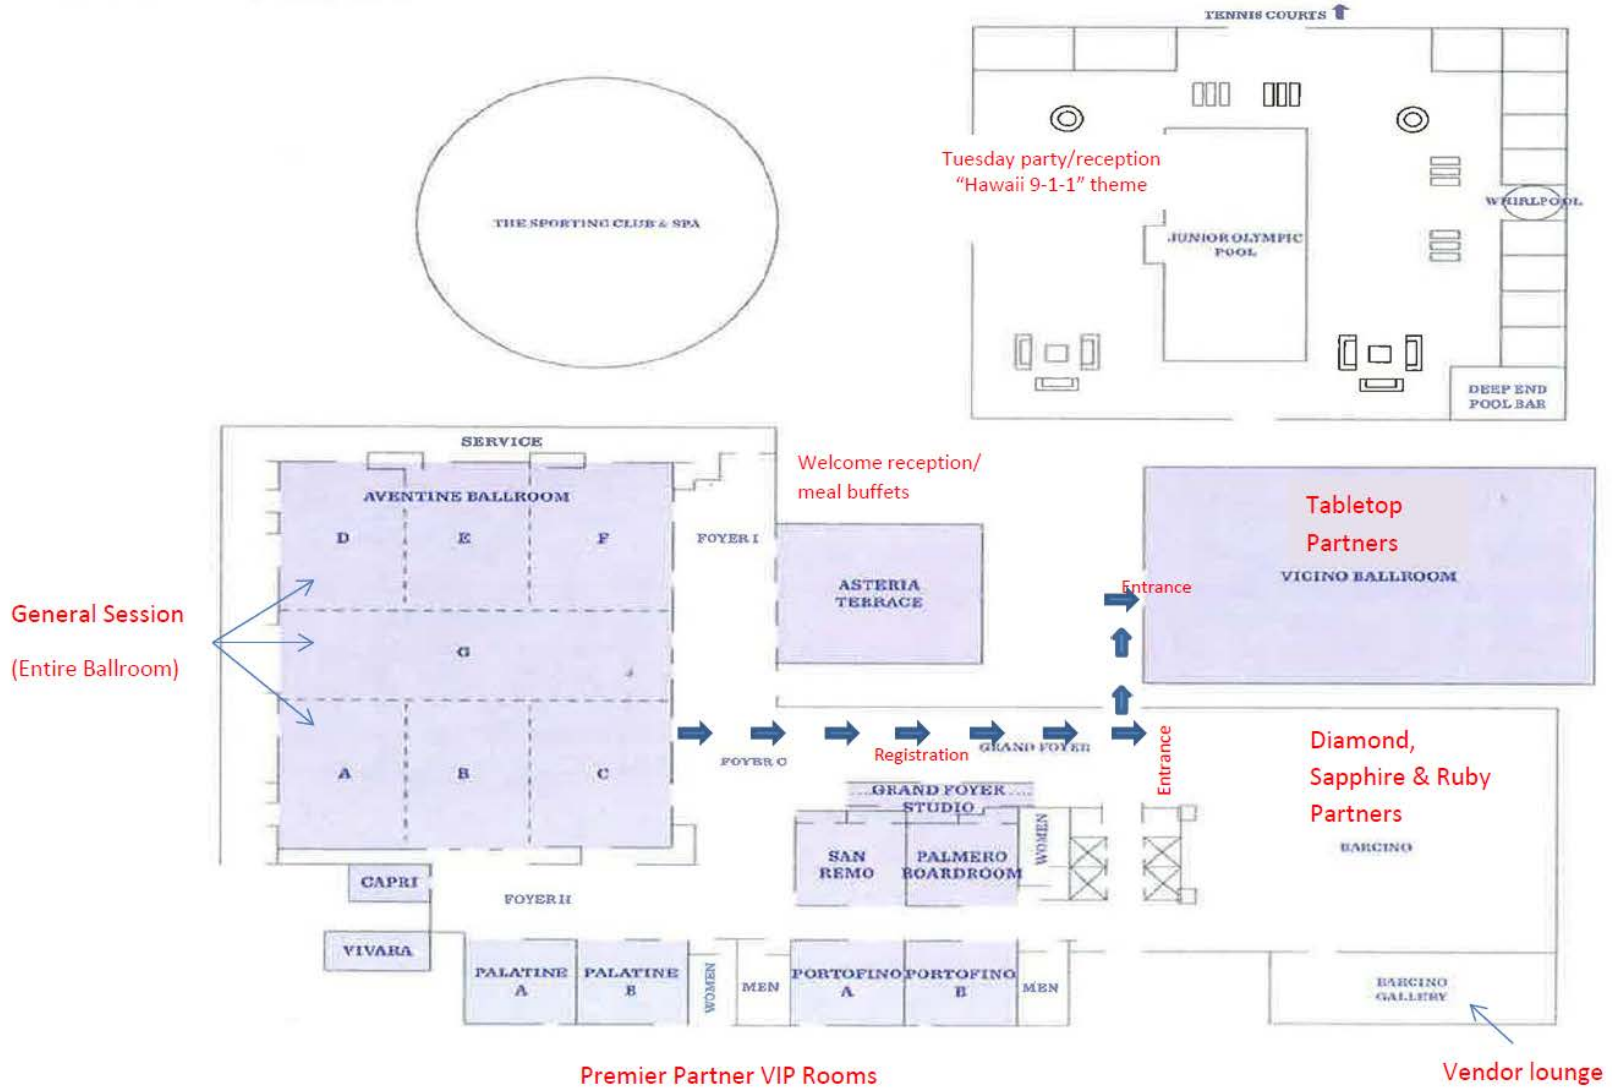 TENNIS COURTS
Tuesday party/reception
“Hawaii 9-1-1” theme
THE SPORTING CLUB & SPA
WHIRLPOOL
JUNIOR OLYMPIC
POOL
DEEP END
POOL BAR
SERVICE
Welcome reception/
meal buffets
AVENTINE BALLROOM
D
E
F
FOYER I
Tabletop
Partners
VICINO BALLROOM
ASTERIA
TERRACE
Entrance
General Session
(Entire Ballroom)
G
A
B
C
FOYER C
Registration
GRAND FOYER
Entrance
Diamond,
Sapphire & Ruby
Partners
BARCINO
GRAND FOYER
STUDIO
SAN
REMO
PALMERO
BOARDROOM
WOMEN
CAPRI
FOYER II
VIVARA
PALATINE
A
PALATINE
B
WOMEN
MEN
PORTOFINO
A
PORTOFINO
B
MEN
BARCINO
GALLERY
Premier Partner VIP Rooms
Vendor lounge